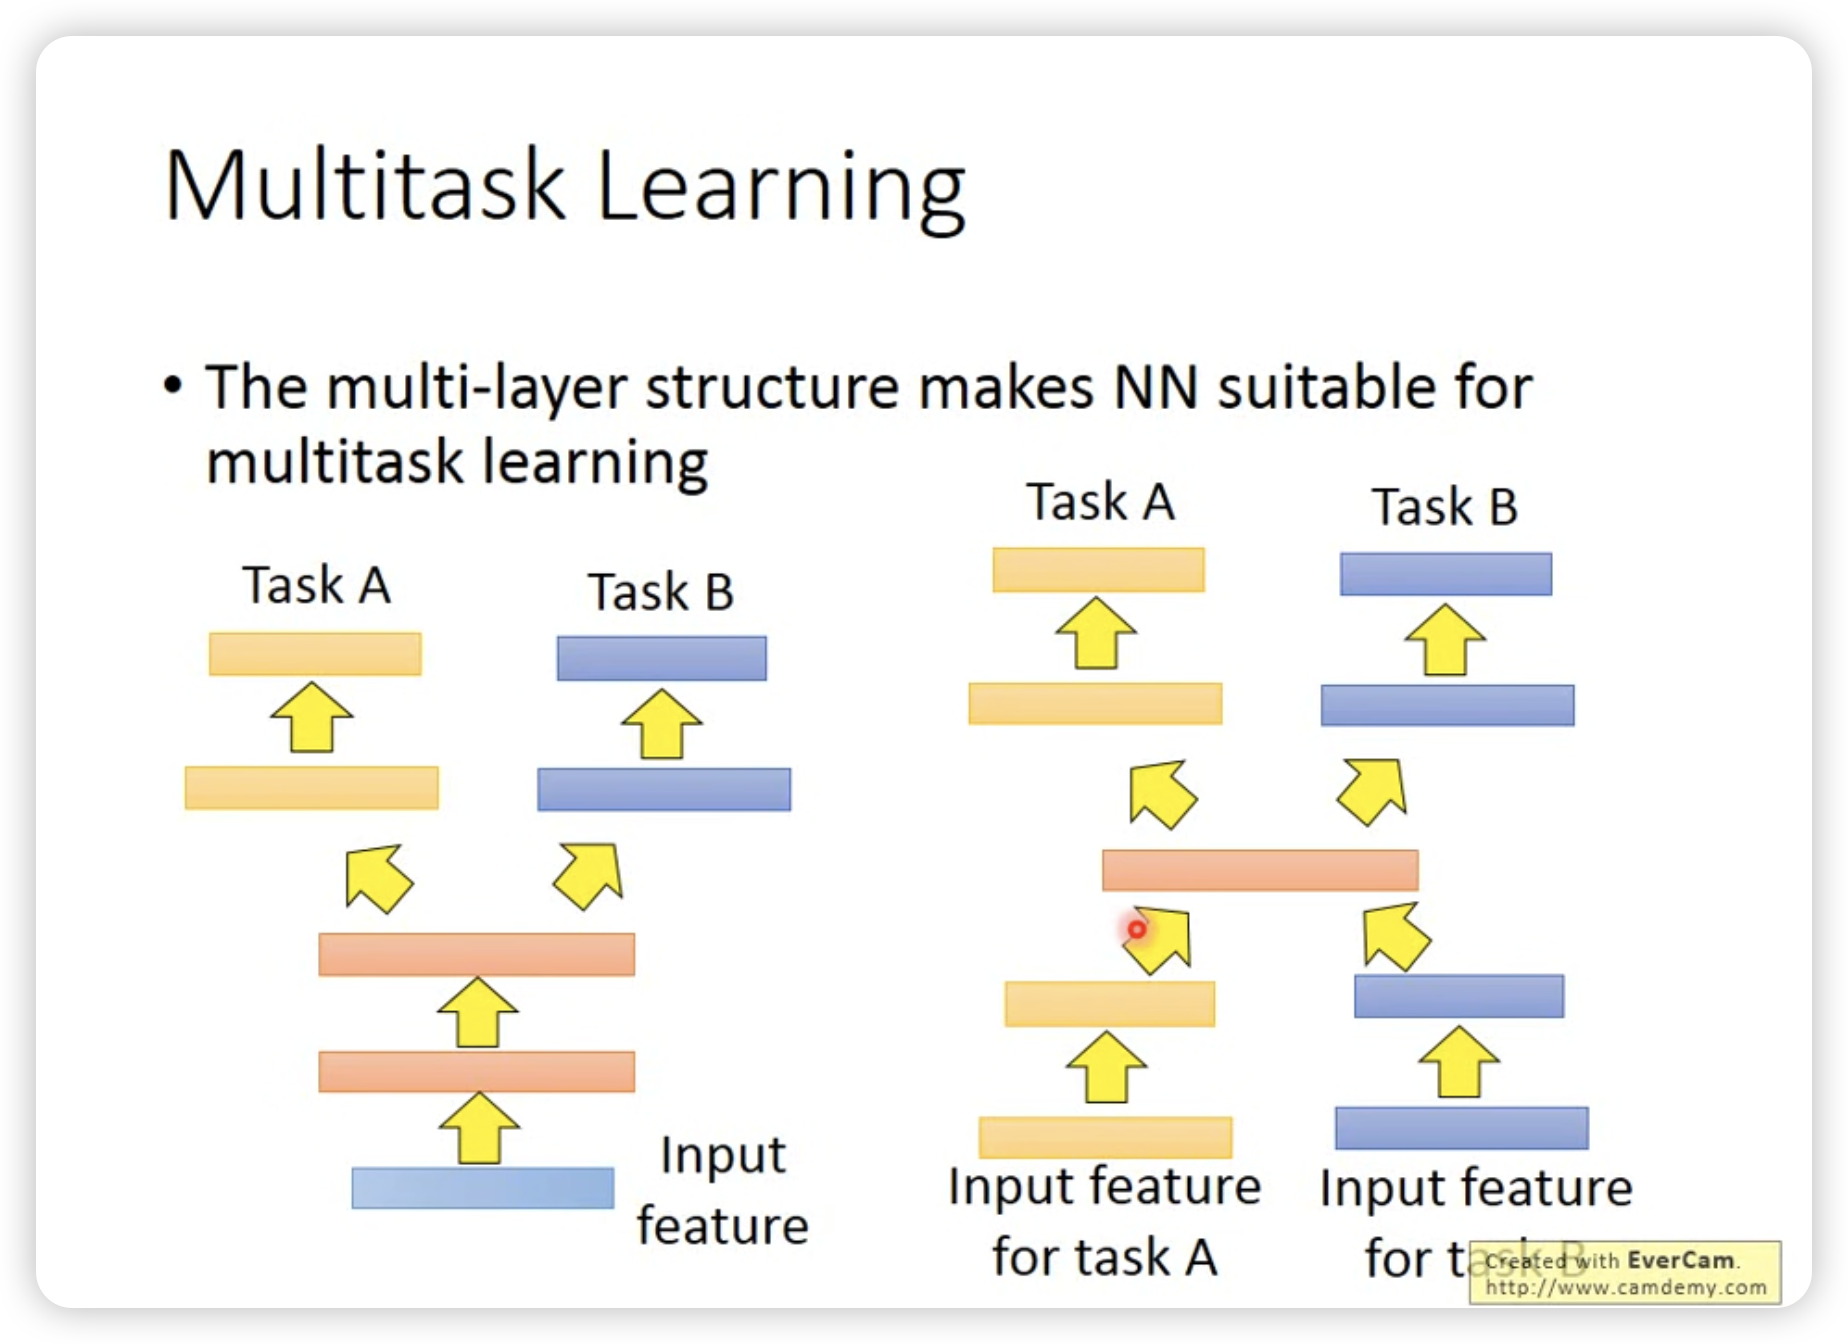 Multitask Learning
• The multi-layer structure makes NN suitable for
multitask learning
Task A
Task B
Input
feature
Task A
Task B
Input feature
for task A
Input feature
for task B
Created with EverCam.
http://www.camdemy.com